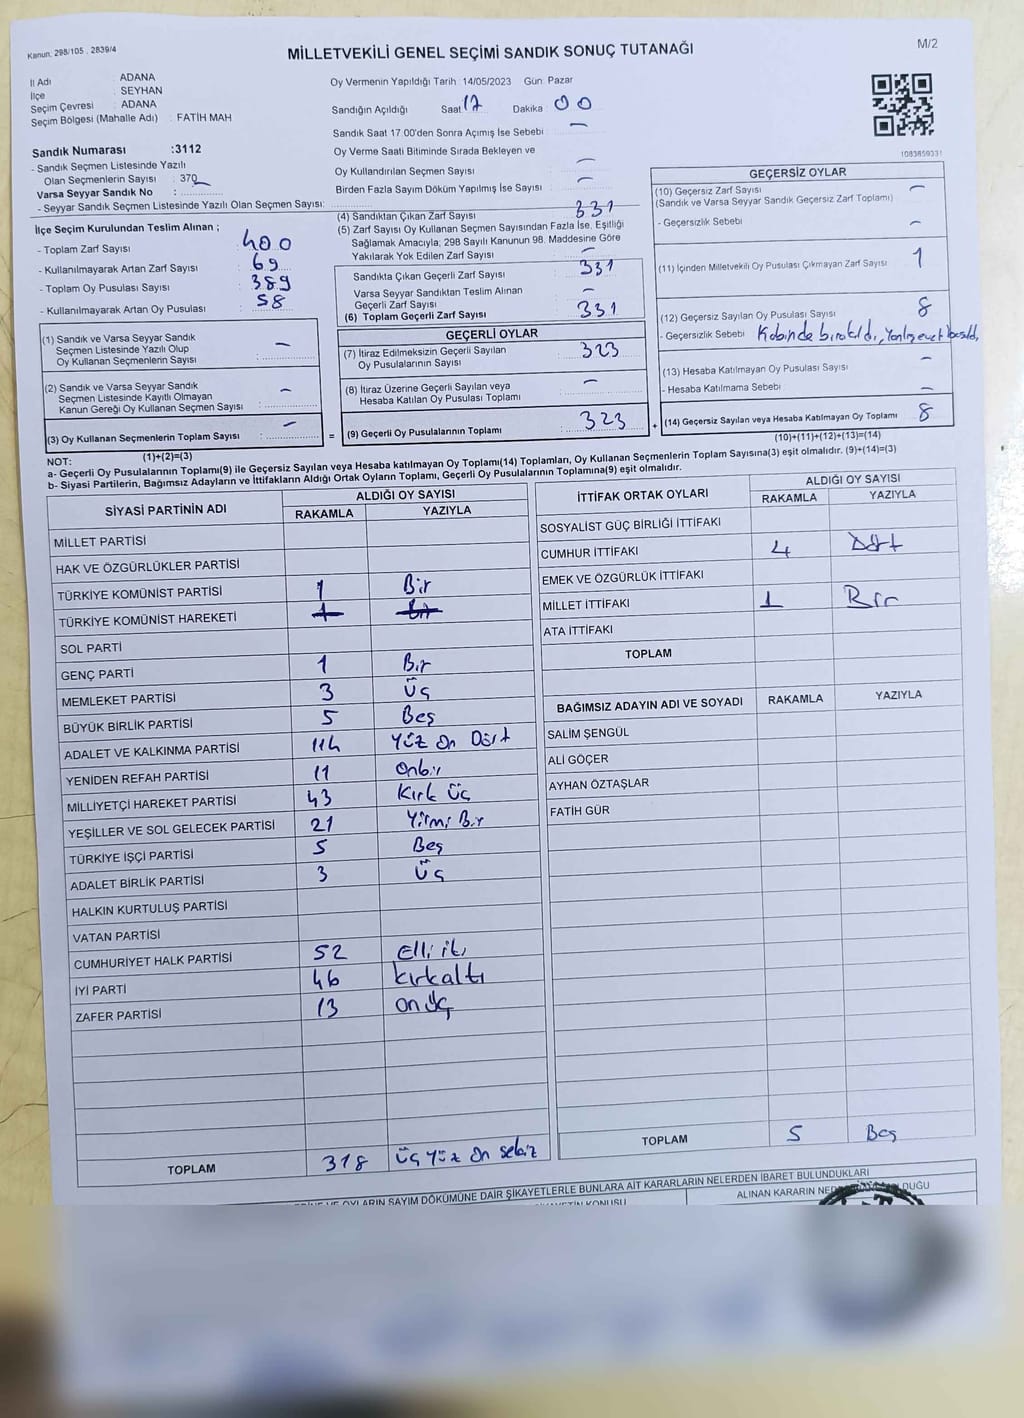 Kanun: 298/105 , 2839/4
MİLLETVEKİLİ GENEL SEÇİMİ SANDIK SONUÇ TUTANAĞI
M/2
İl Adı : ADANA
İlçe : SEYHAN
Seçim Çevresi : ADANA
Seçim Bölgesi (Mahalle Adı) : FATİH MAH
Sandık Numarası :3112
- Sandık Seçmen Listesinde Yazılı
Olan Seçmenlerin Sayısı : 370
Varsa Seyyar Sandık No :
- Seyyar Sandık Seçmen Listesinde Yazılı Olan Seçmen Sayısı:
Oy Vermenin Yapıldığı Tarih : 14/05/2023 Gün: Pazar
Sandığın Açıldığı Saat: 17 Dakika : 00
Sandık Saat 17.00'den Sonra Açımış İse Sebebi : —
Oy Verme Saati Bitiminde Sırada Bekleyen ve
Oy Kullandırılan Seçmen Sayısı : —
Birden Fazla Sayım Döküm Yapılmış İse Sayısı : —
1083659331
İlçe Seçim Kurulundan Teslim Alınan ;
- Toplam Zarf Sayısı : 400
- Kullanılmayarak Artan Zarf Sayısı : 69
- Toplam Oy Pusulası Sayısı : 389
- Kullanılmayarak Artan Oy Pusulası : 58
(1) Sandık ve Varsa Seyyar Sandık
Seçmen Listesinde Yazılı Olup
Oy Kullanan Seçmenlerin Sayısı : —
(2) Sandık ve Varsa Seyyar Sandık
Seçmen Listesinde Kayıtlı Olmayan
Kanun Gereği Oy Kullanan Seçmen Sayısı : —
(3) Oy Kullanan Seçmenlerin Toplam Sayısı : —
(1)+(2)=(3)
(4) Sandıktan Çıkan Zarf Sayısı : 331
(5) Zarf Sayısı Oy Kullanan Seçmen Sayısından Fazla İse, Eşitliği
Sağlamak Amacıyla; 298 Sayılı Kanunun 98. Maddesine Göre
Yakılarak Yok Edilen Zarf Sayısı : —
Sandıkta Çıkan Geçerli Zarf Sayısı : 331
Varsa Seyyar Sandıktan Teslim Alınan
Geçerli Zarf Sayısı : —
(6) Toplam Geçerli Zarf Sayısı : 331
GEÇERLİ OYLAR
(7) İtiraz Edilmeksizin Geçerli Sayılan
Oy Pusulalarının Sayısı : 323
(8) İtiraz Üzerine Geçerli Sayılan veya
Hesaba Katılan Oy Pusulası Toplamı : —
= (9) Geçerli Oy Pusulalarının Toplamı : 323
GEÇERSİZ OYLAR
(10) Geçersiz Zarf Sayısı : —
(Sandık ve Varsa Seyyar Sandık Geçersiz Zarf Toplamı)
- Geçersizlik Sebebi : —
(11) İçinden Milletvekili Oy Pusulası Çıkmayan Zarf Sayısı : 1
(12) Geçersiz Sayılan Oy Pusulası Sayısı : 8
- Geçersizlik Sebebi : Kabinde bırakıldı, Yanlış evet
(13) Hesaba Katılmayan Oy Pusulası Sayısı : —
- Hesaba Katılmama Sebebi : —
+ (14) Geçersiz Sayılan veya Hesaba Katılmayan Oy Toplamı : 8
(10)+(11)+(12)+(13)=(14)
NOT:
a- Geçerli Oy Pusulalarının Toplamı(9) ile Geçersiz Sayılan veya Hesaba katılmayan Oy Toplamı(14) Toplamları, Oy Kullanan Seçmenlerin Toplam Sayısına(3) eşit olmalıdır. (9)+(14)=(3)
b- Siyasi Partilerin, Bağımsız Adayların ve İttifakların Aldığı Ortak Oyların Toplamı, Geçerli Oy Pusulalarının Toplamına(9) eşit olmalıdır.
SİYASİ PARTİNİN ADI ALDIĞI OY SAYISI
RAKAMLA YAZIYLA
MİLLET PARTİSİ
HAK VE ÖZGÜRLÜKLER PARTİSİ
TÜRKİYE KOMÜNİST PARTİSİ 1 Bir
TÜRKİYE KOMÜNİST HAREKETİ 1 Bir
SOL PARTİ
GENÇ PARTİ 1 Bir
MEMLEKET PARTİSİ 3 Üç
BÜYÜK BİRLİK PARTİSİ 5 Beş
ADALET VE KALKINMA PARTİSİ 114 Yüz On Dört
YENİDEN REFAH PARTİSİ 11 Onbir
MİLLİYETÇİ HAREKET PARTİSİ 43 Kırk Üç
YEŞİLLER VE SOL GELECEK PARTİSİ 21 Yirmi Bir
TÜRKİYE İŞÇİ PARTİSİ 5 Beş
ADALET BİRLİK PARTİSİ 3 Üç
HALKIN KURTULUŞ PARTİSİ
VATAN PARTİSİ
CUMHURİYET HALK PARTİSİ 52 Elli iki
İYİ PARTİ 46 kırkaltı
ZAFER PARTİSİ 13 on Üç
TOPLAM 318 Üç Yüz On Sekiz
İTTİFAK ORTAK OYLARI ALDIĞI OY SAYISI
RAKAMLA YAZIYLA
SOSYALİST GÜÇ BİRLİĞİ İTTİFAKI
CUMHUR İTTİFAKI 4 Dört
EMEK VE ÖZGÜRLÜK İTTİFAKI
MİLLET İTTİFAKI 1 Bir
ATA İTTİFAKI
TOPLAM
BAĞIMSIZ ADAYIN ADI VE SOYADI RAKAMLA YAZIYLA
SALİM ŞENGÜL
ALİ GÖÇER
AYHAN ÖZTAŞLAR
FATİH GÜR
TOPLAM 5 Beş
OYLARIN SAYIM DÖKÜMÜNE DAİR ŞİKAYETLERLE BUNLARA AİT KARARLARIN NELERDEN İBARET BULUNDUKLARI
KONUSU ALINAN KARARIN OLDUĞU